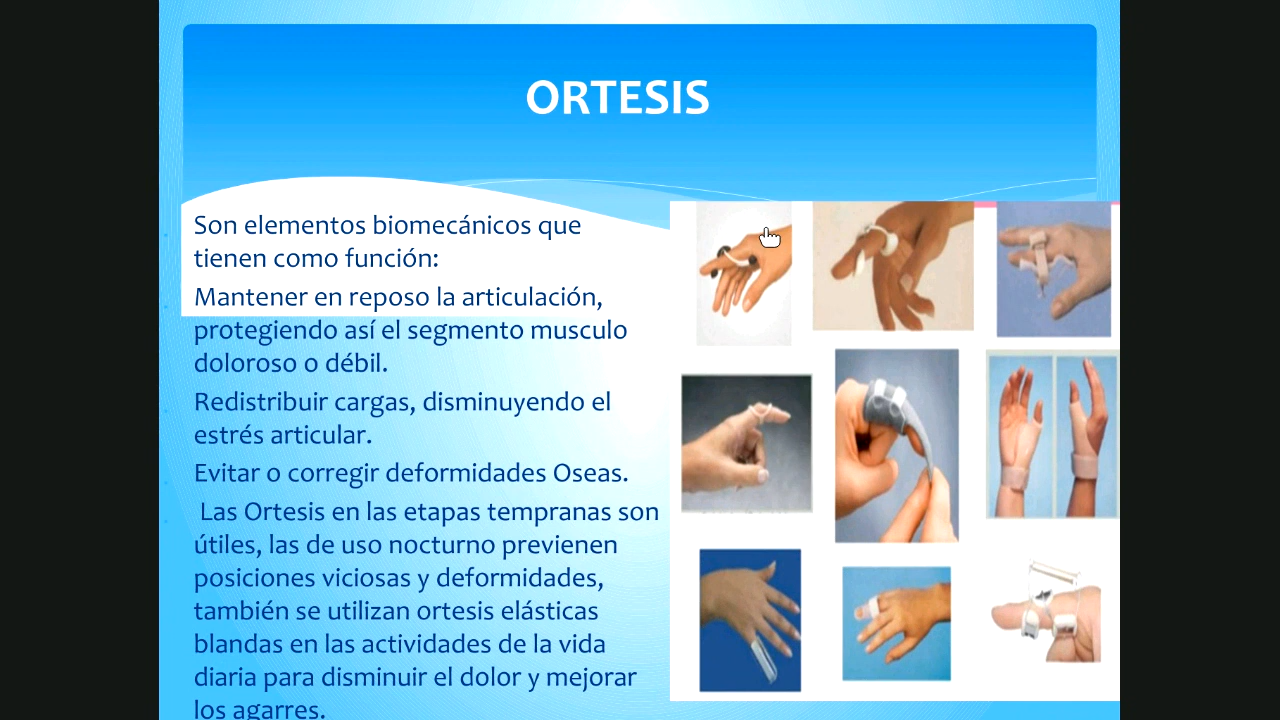 ORTESIS
Son elementos biomecánicos que
tienen como función:
Mantener en reposo la articulación,
protegiendo así el segmento musculo
doloroso o débil.
Redistribuir cargas, disminuyendo el
estrés articular.
Evitar o corregir deformidades Oseas.
Las Ortesis en las etapas tempranas son
útiles, las de uso nocturno previenen
posiciones viciosas y deformidades,
también se utilizan ortesis elásticas
blandas en las actividades de la vida
diaria para disminuir el dolor y mejorar
los agarres.